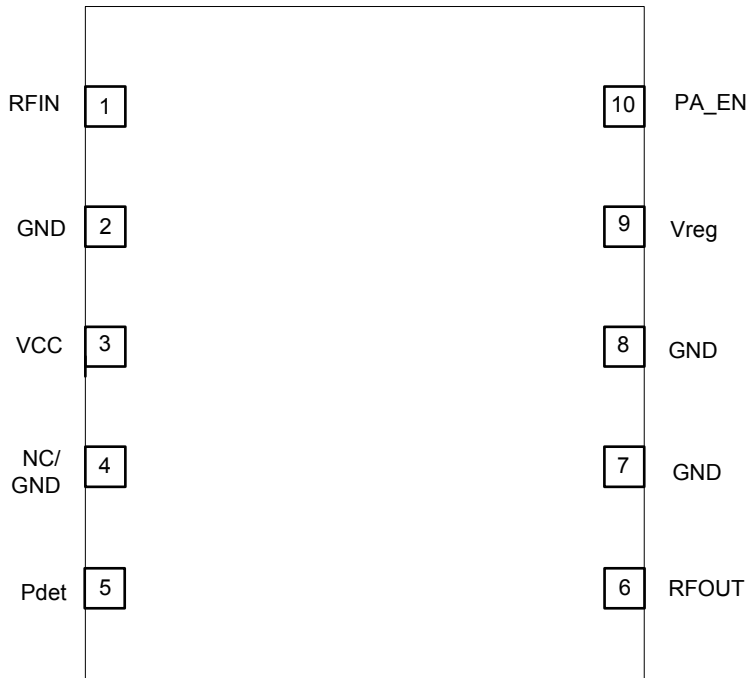 RFIN 1 10 PA_EN
GND 2 9 Vreg
VCC 3 8 GND
NC/
GND 4 7 GND
Pdet 5 6 RFOUT